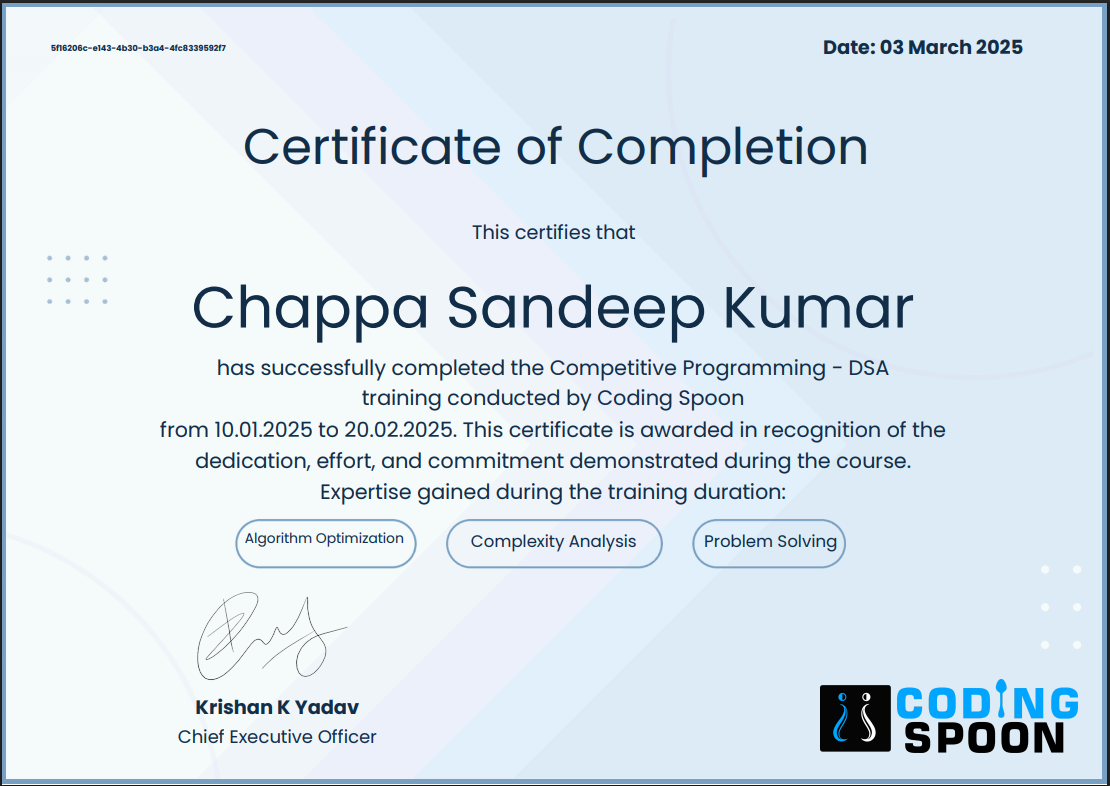 5f16206c-e143-4b30-b3a4-4fc8339592f7
Date: 03 March 2025
Certificate of Completion
This certifies that
Chappa Sandeep Kumar
has successfully completed the Competitive Programming - DSA
training conducted by Coding Spoon
from 10.01.2025 to 20.02.2025. This certificate is awarded in recognition of the
dedication, effort, and commitment demonstrated during the course.
Expertise gained during the training duration:
Algorithm Optimization
Complexity Analysis
Problem Solving
Krishan K Yadav
Chief Executive Officer
CODING
SPOON